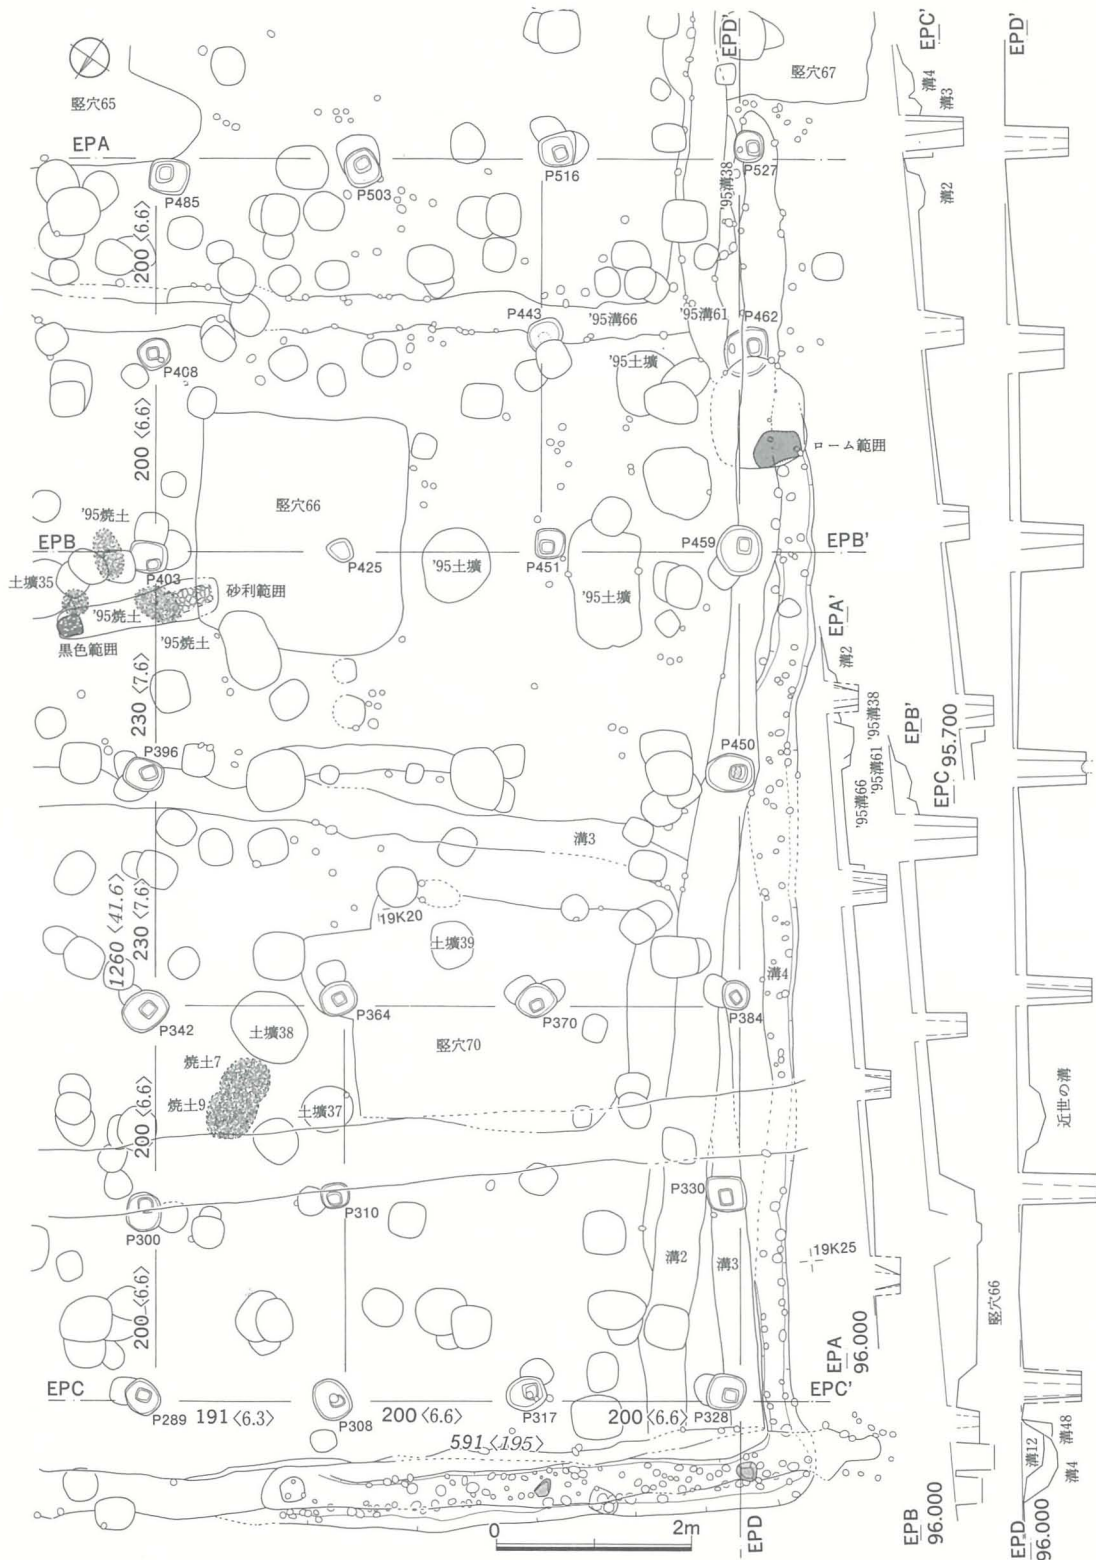 EPD'
EPC'
EPD'
竪穴65
竪穴67
溝4
溝3
EPA
P485
P503
P516
P527
'95溝38
溝2
200 <6.6>
P443
'95溝66
'95溝61
P462
P408
'95土壙
200 <6.6>
ローム範囲
竪穴66
'95焼土
EPB
P403
P425
'95土壙
P451
P459
EPB'
土壙35
砂利範囲
'95焼土
'95土壙
黒色範囲
'95焼土
EPA'
溝2
230 <7.6>
P396
P450
'95溝38
'95溝61
'95溝66
EPB'
EPC
95.700
溝3
1260 <41.6>
230 <7.6>
19K20
土壙39
溝4
P342
土壙38
P364
P370
P384
竪穴70
焼土7
焼土9
土壙37
近世の溝
200 <6.6>
P300
P310
P330
溝2
溝3
19K25
200 <6.6>
竪穴66
EPA
96.000
EPC
P289
191 <6.3>
P308
200 <6.6>
P317
200 <6.6>
P328
EPC'
591 <195>
溝12
溝48
溝4
0
2m
EPD
EPB
96.000
EPD
96.000